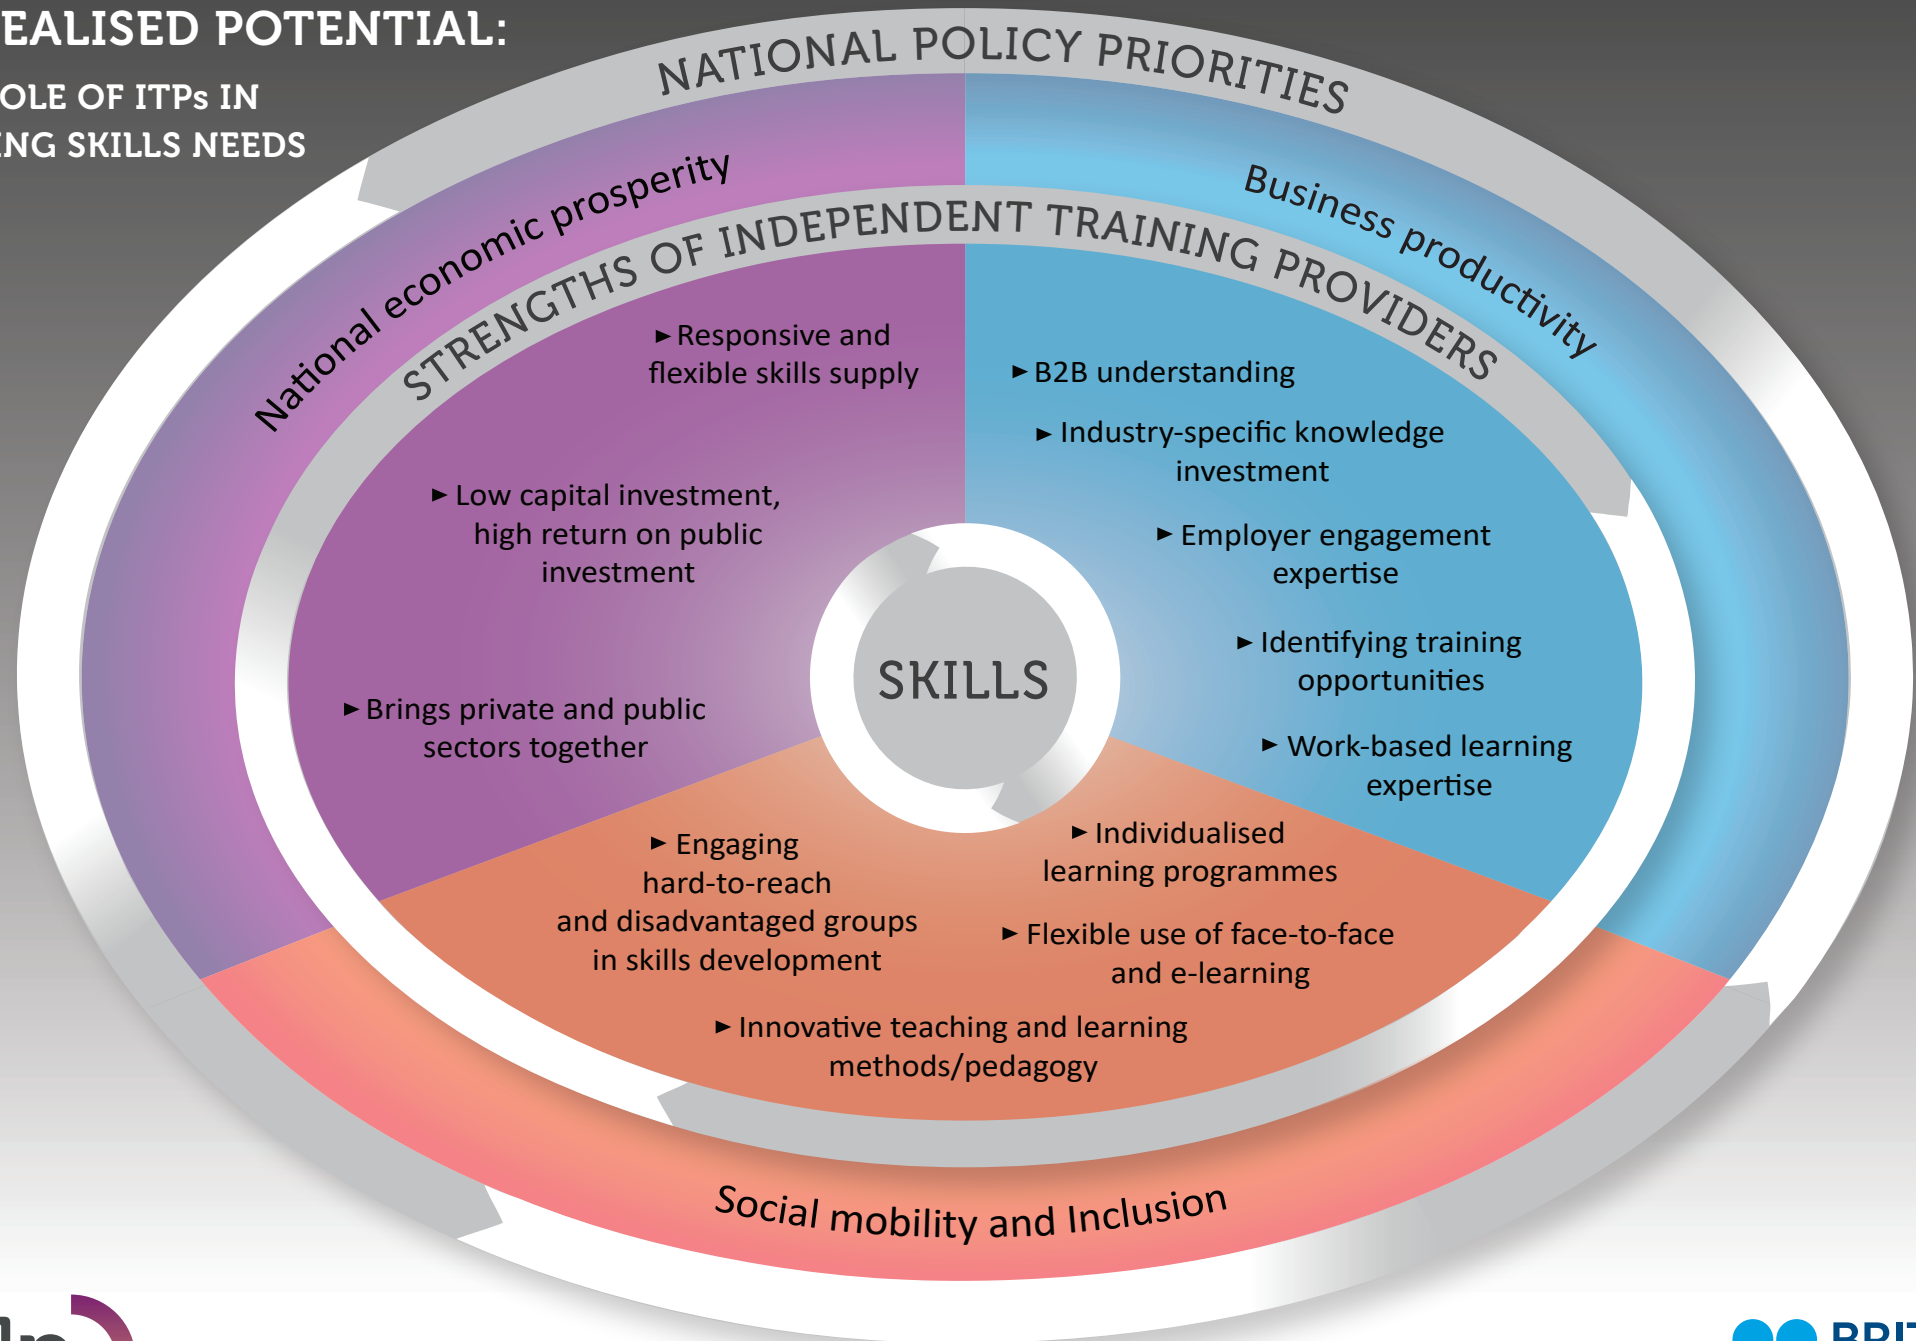 EALISED POTENTIAL:
OLE OF ITPs IN
ING SKILLS NEEDS
NATIONAL POLICY PRIORITIES
National economic prosperity
Business productivity
STRENGTHS OF INDEPENDENT TRAINING PROVIDERS
►Responsive and
flexible skills supply
►Low capital investment,
high return on public
investment
►Brings private and public
sectors together
►B2B understanding
►Industry-specific knowledge
investment
►Employer engagement
expertise
►Identifying training
opportunities
►Work-based learning
expertise
SKILLS
►Engaging
hard-to-reach
and disadvantaged groups
in skills development
►Individualised
learning programmes
►Flexible use of face-to-face
and e-learning
►Innovative teaching and learning
methods/pedagogy
Social mobility and Inclusion